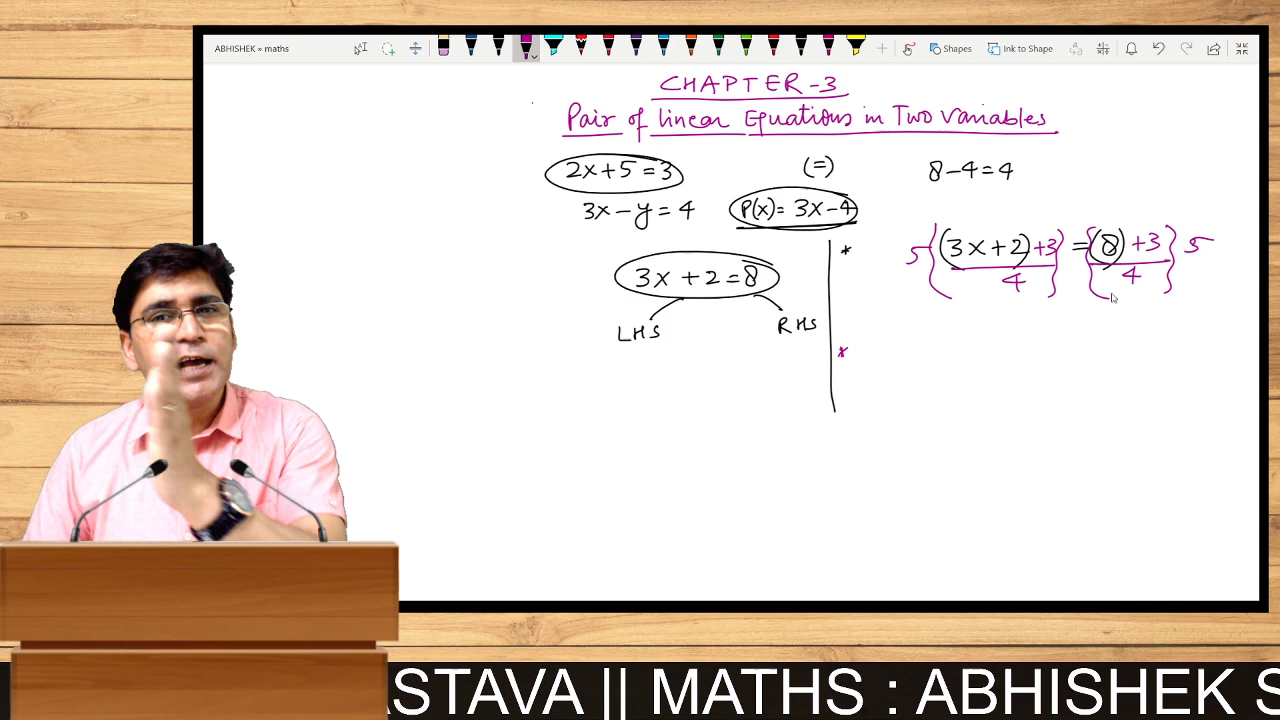 ABHISHEK » maths
Shapes
Ink to Shape
CHAPTER-3
Pair of linear Equations in Two variables
2x+5=3 (=) 8-4=4
3x-y=4 P(x)= 3x-4
* 5{(3x+2)+3/4}={(8)+3/4}5
3x+2=8
LHS RHS
*
ASTAVA || MATHS : ABHISHEK S